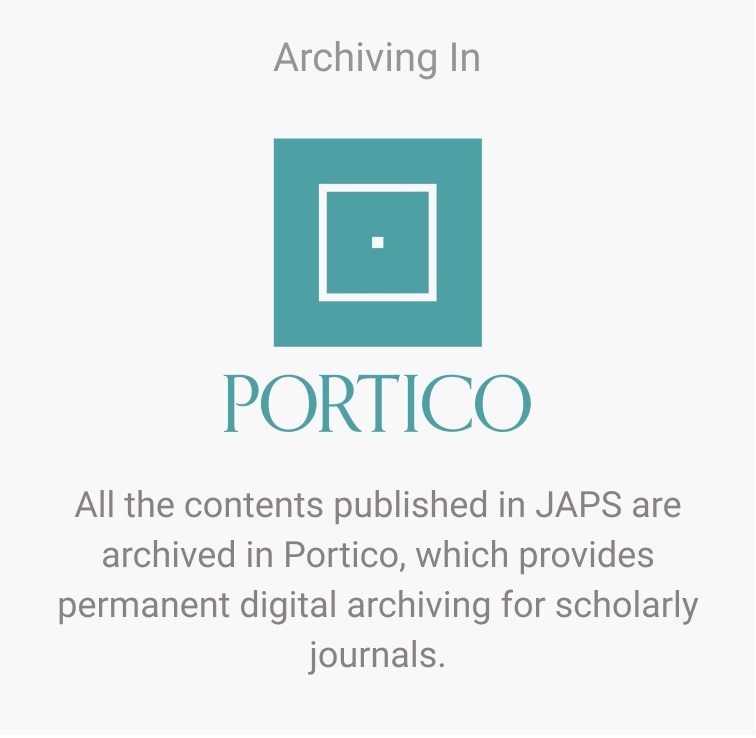 Archiving In
PORTICO
All the contents published in JAPS are
archived in Portico, which provides
permanent digital archiving for scholarly
journals.